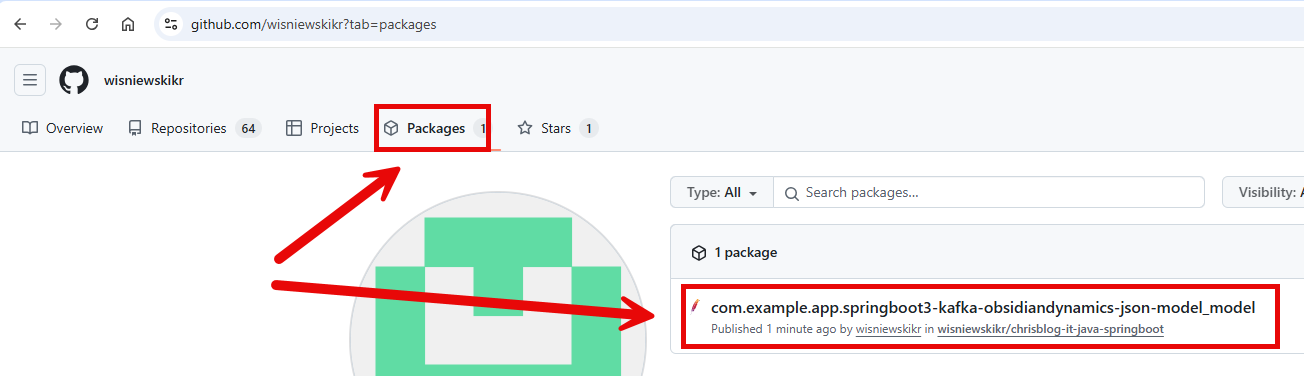 github.com/wisniewskikr?tab=packages
wisniewskikr
Overview Repositories 64 Projects Packages 1 Stars 1
Type: All Search packages... Visibility:
1 package
com.example.app.springboot3-kafka-obsidiandynamics-json-model_model
Published 1 minute ago by wisniewskikr in wisniewskikr/chrisblog-it-java-springboot